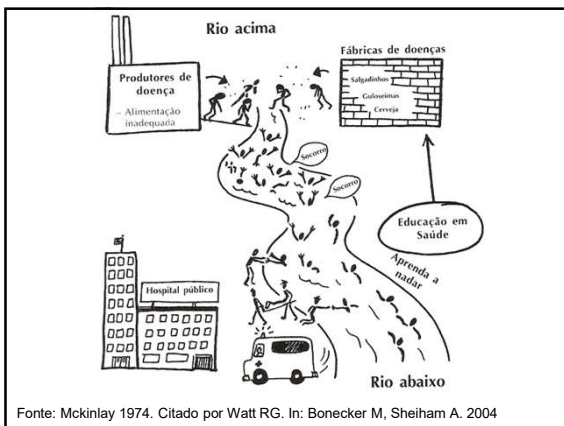 Rio acima
Produtores de
doença
– Alimentação
inadequada
Fábricas de doenças
Salgadinhos
Guloseimas
Cerveja
Socorro
Socorro
Educação em
Saúde
Aprenda a
nadar
Hospital público
Rio abaixo
Fonte: Mckinlay 1974. Citado por Watt RG. In: Bonecker M, Sheiham A. 2004